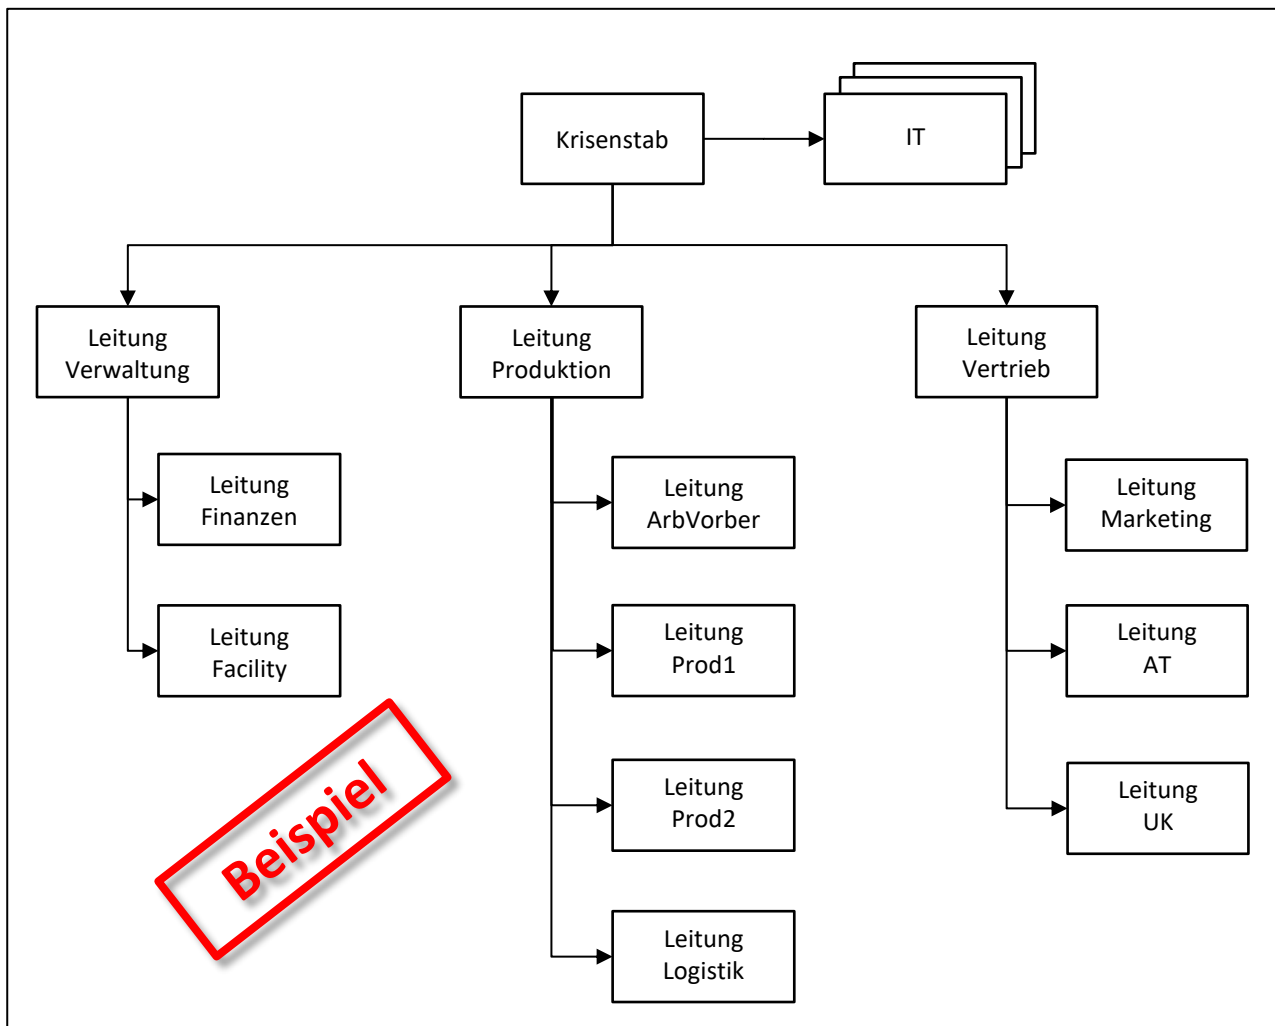 Krisenstab
IT
Leitung
Verwaltung
Leitung
Produktion
Leitung
Vertrieb
Leitung
Finanzen
Leitung
ArbVorber
Leitung
Marketing
Leitung
Facility
Leitung
Prod1
Leitung
AT
Leitung
Prod2
Leitung
UK
Beispiel
Leitung
Logistik